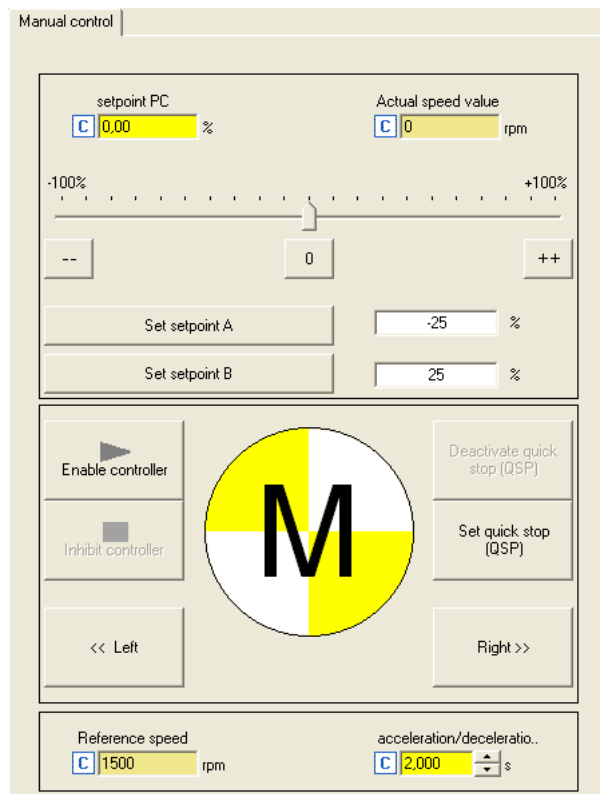 Manual control
setpoint PC
Actual speed value
C 0,00 %
C 0 rpm
-100%
+100%
--
0
++
Set setpoint A
-25 %
Set setpoint B
25 %
Enable controller
Deactivate quick
stop (QSP)
M
Inhibit controller
Set quick stop
(QSP)
<< Left
Right >>
Reference speed
acceleration/deceleratio..
C 1500 rpm
C 2,000 s